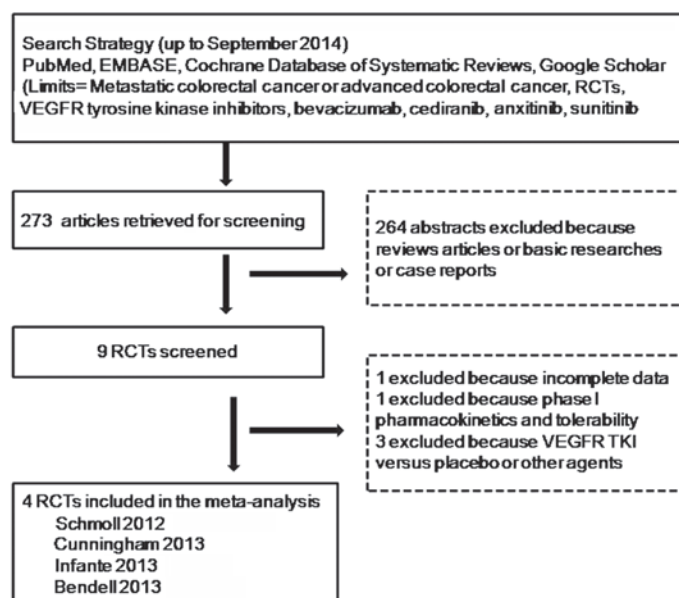 Search Strategy (up to September 2014)
PubMed, EMBASE, Cochrane Database of Systematic Reviews, Google Scholar
(Limits= Metastatic colorectal cancer or advanced colorectal cancer, RCTs,
VEGFR tyrosine kinase inhibitors, bevacizumab, cediranib, anxitinib, sunitinib
273 articles retrieved for screening
264 abstracts excluded because
reviews articles or basic researches
or case reports
9 RCTs screened
1 excluded because incomplete data
1 excluded because phase I
pharmacokinetics and tolerability
3 excluded because VEGFR TKI
versus placebo or other agents
4 RCTs included in the meta-analysis
Schmoll 2012
Cunningham 2013
Infante 2013
Bendell 2013